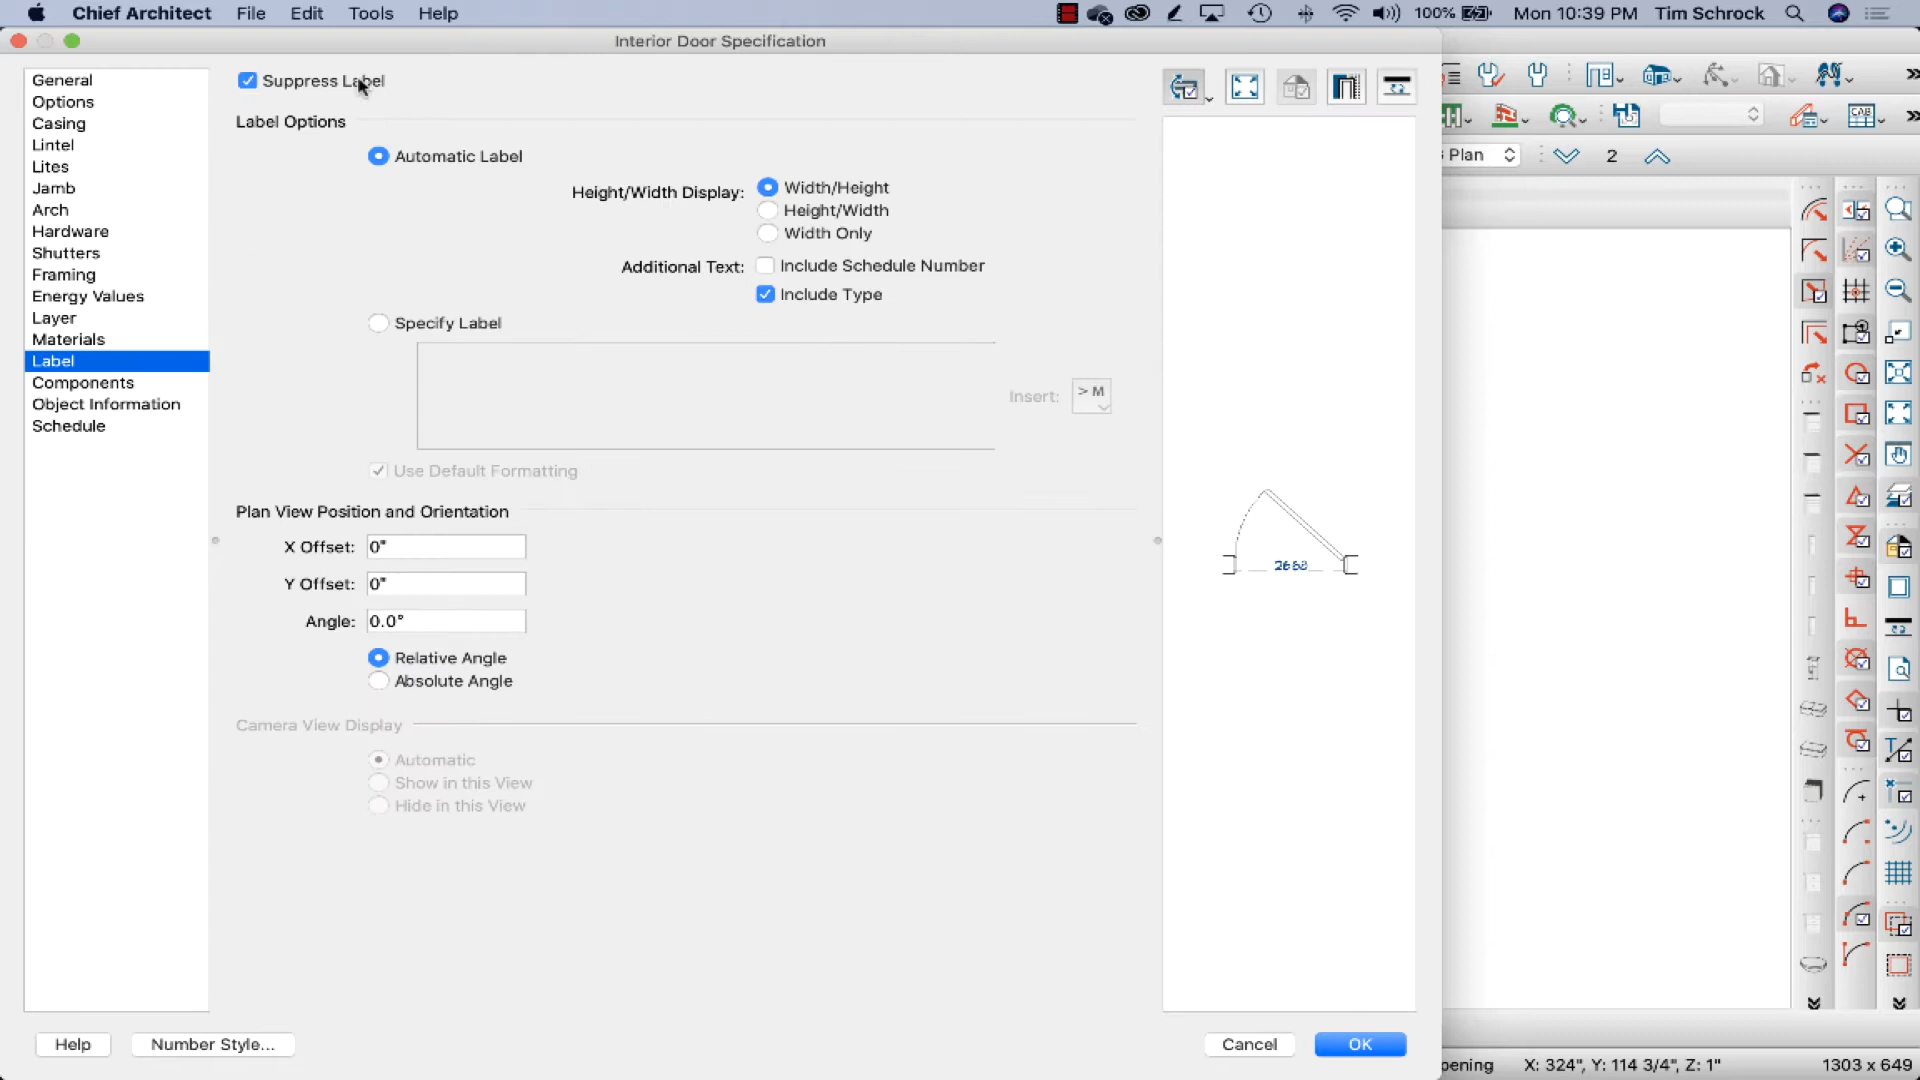 Chief Architect File Edit Tools Help 100% Mon 10:39 PM Tim Schrock
Interior Door Specification
General
Options
Casing
Lintel
Lites
Jamb
Arch
Hardware
Shutters
Framing
Energy Values
Layer
Materials
Label
Components
Object Information
Schedule
Suppress Label
Label Options
Automatic Label
Height/Width Display:
Width/Height
Height/Width
Width Only
Additional Text:
Include Schedule Number
Include Type
Specify Label
Insert: > M
Use Default Formatting
Plan View Position and Orientation
X Offset: 0"
Y Offset: 0"
Angle: 0.0°
Relative Angle
Absolute Angle
Camera View Display
Automatic
Show in this View
Hide in this View
Help Number Style... Cancel OK
CAB
Plan 2
pening X: 324", Y: 114 3/4", Z: 1" 1303 x 649